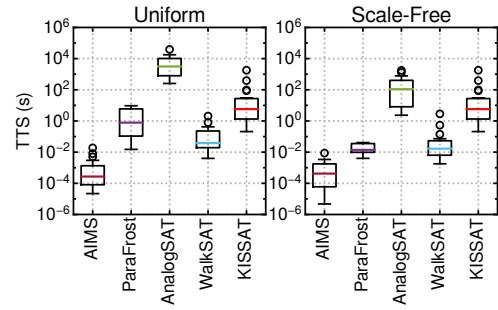 Uniform Scale-Free
TTS (s)
10^6
10^4
10^2
10^0
10^-2
10^-4
10^-6
10^6
10^4
10^2
10^0
10^-2
10^-4
10^-6
AIMS
ParaFrost
AnalogSAT
WalkSAT
KISSAT
AIMS
ParaFrost
AnalogSAT
WalkSAT
KISSAT